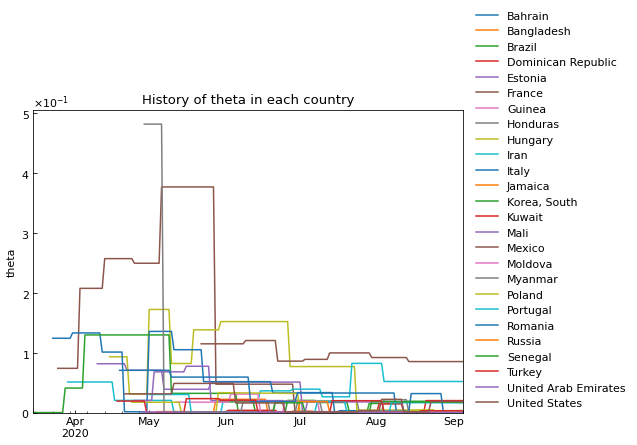 Bahrain
Bangladesh
Brazil
Dominican Republic
Estonia
France
Guinea
Honduras
Hungary
Iran
Italy
Jamaica
Korea, South
Kuwait
Mali
Mexico
Moldova
Myanmar
Poland
Portugal
Romania
Russia
Senegal
Turkey
United Arab Emirates
United States
History of theta in each country
×10⁻¹
5
4
3
2
1
0
theta
Apr May Jun Jul Aug Sep
2020